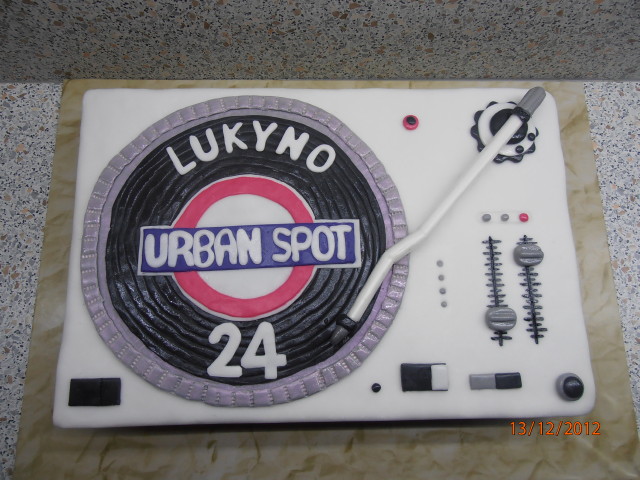 LUKYNO
URBAN SPOT
24
13/12/2012